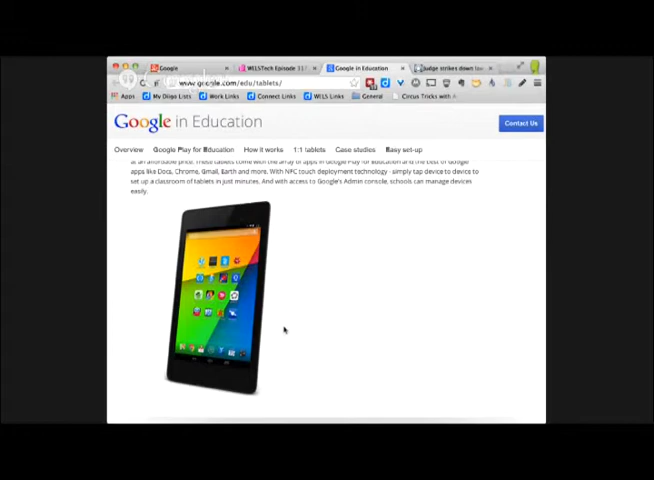 Google
WELSTech Episode 317
Google in Education
Judge strikes down law
www.google.com/edu/tablets/
Apps My Diigo Links Work Links Connect Links WELS Links General Circus Tricks with A
Google in Education
Contact Us
Overview Google Play for Education How it works 1:1 tablets Case studies Easy set-up
at an affordable price. These tablets come with the array of apps in Google Play for Education and the best of Google
apps like Docs, Chrome, Gmail, Earth and more. With NFC touch deployment technology - simply tap device to device to
set up a classroom of tablets in just minutes. And with access to Google's Admin console, schools can manage devices
easily.